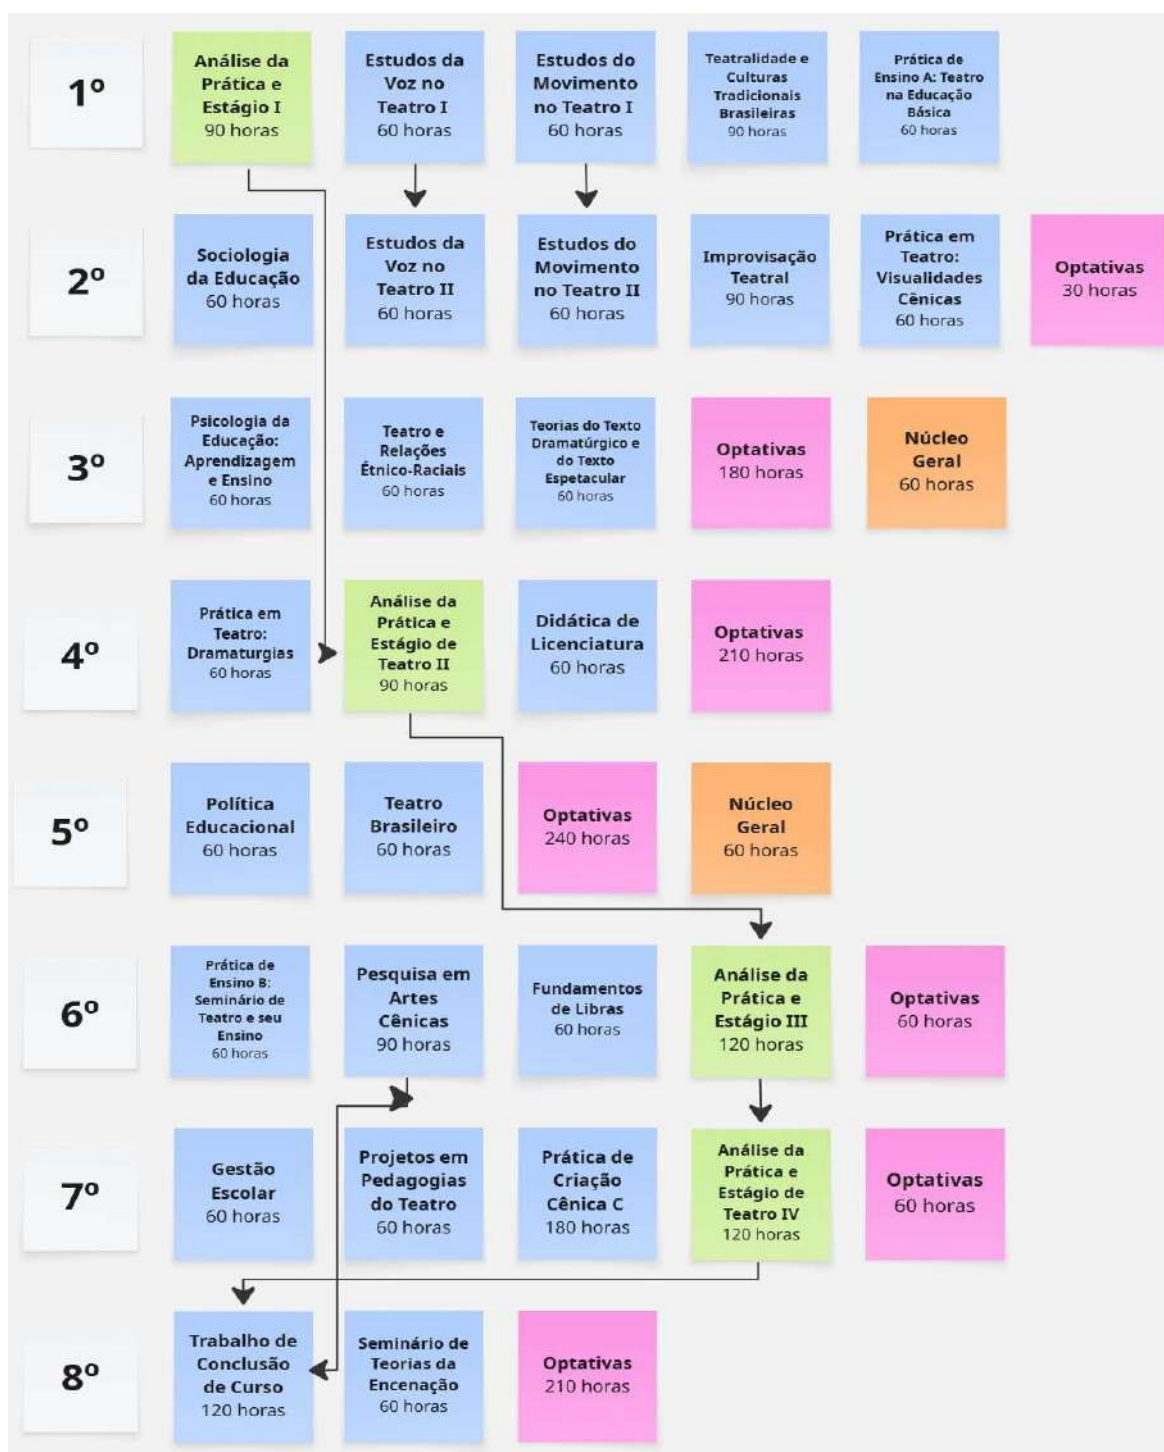 1º
Análise da
Prática e
Estágio I
90 horas
Estudos da
Voz no
Teatro I
60 horas
Estudos do
Movimento
no Teatro I
60 horas
Teatralidade e
Culturas
Tradicionais
Brasileiras
90 horas
Prática de
Ensino A: Teatro
na Educação
Básica
60 horas
2º
Sociologia
da Educação
60 horas
Estudos da
Voz no
Teatro II
60 horas
Estudos do
Movimento
no Teatro II
60 horas
Improvisação
Teatral
90 horas
Prática em
Teatro:
Visualidades
Cênicas
60 horas
Optativas
30 horas
3º
Psicologia da
Educação:
Aprendizagem
e Ensino
60 horas
Teatro e
Relações
Étnico-Raciais
60 horas
Teorias do Texto
Dramatúrgico e
do Texto
Espetacular
60 horas
Optativas
180 horas
Núcleo
Geral
60 horas
4º
Prática em
Teatro:
Dramaturgias
60 horas
Análise da
Prática e
Estágio de
Teatro II
90 horas
Didática de
Licenciatura
60 horas
Optativas
210 horas
5º
Política
Educacional
60 horas
Teatro
Brasileiro
60 horas
Optativas
240 horas
Núcleo
Geral
60 horas
6º
Prática de
Ensino B:
Seminário de
Teatro e seu
Ensino
60 horas
Pesquisa em
Artes
Cênicas
90 horas
Fundamentos
de Libras
60 horas
Análise da
Prática e
Estágio III
120 horas
Optativas
60 horas
7º
Gestão
Escolar
60 horas
Projetos em
Pedagogias
do Teatro
60 horas
Prática de
Criação
Cênica C
180 horas
Análise da
Prática e
Estágio de
Teatro IV
120 horas
Optativas
60 horas
8º
Trabalho de
Conclusão
de Curso
120 horas
Seminário de
Teorias da
Encenação
60 horas
Optativas
210 horas